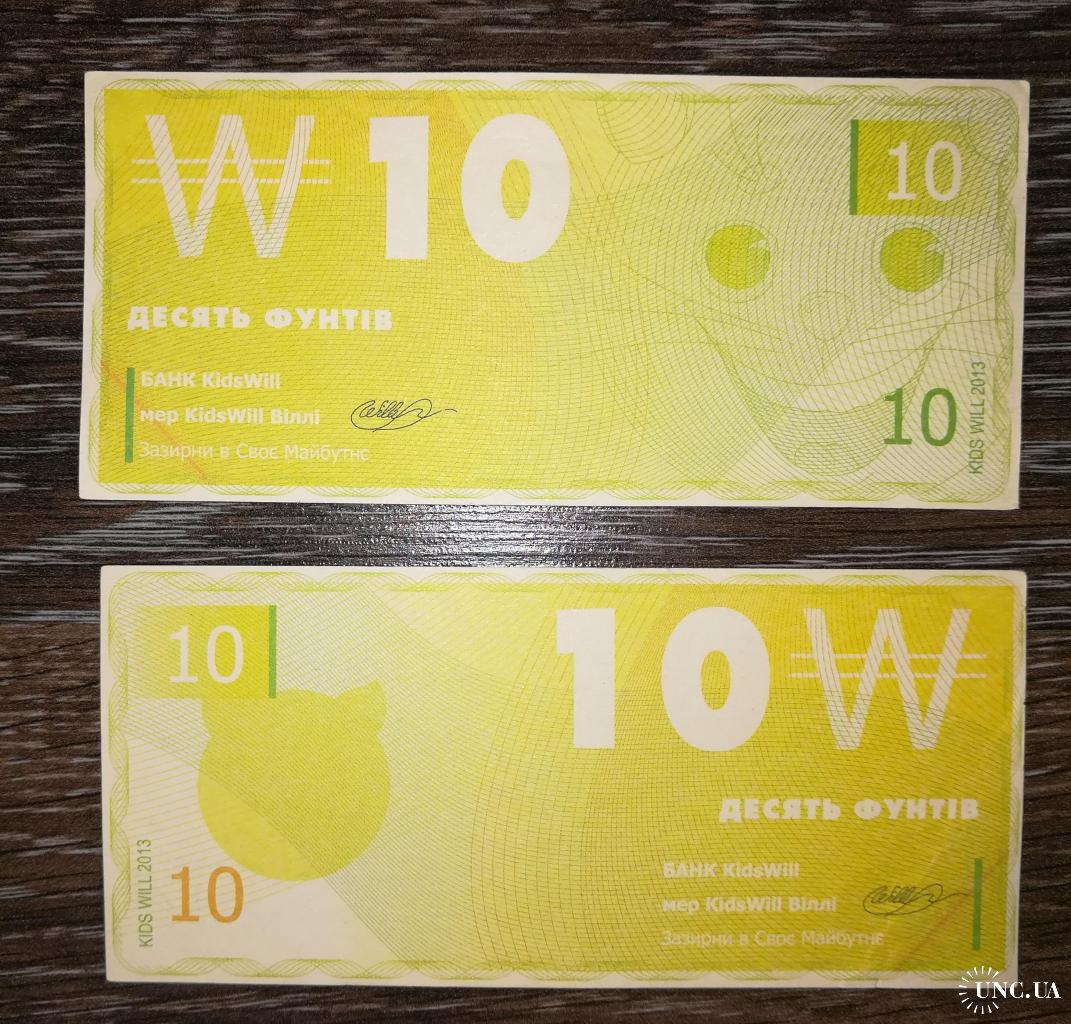 W 10
10
ДЕСЯТЬ ФУНТІВ
БАНК KidsWill
мер KidsWill Віллі
Зазирни в Своє Майбутнє
10
KIDS WILL 2013
10
10 W
ДЕСЯТЬ ФУНТІВ
БАНК KidsWill
мер KidsWill Віллі
Зазирни в Своє Майбутнє
10
KIDS WILL 2013
UNC.UA